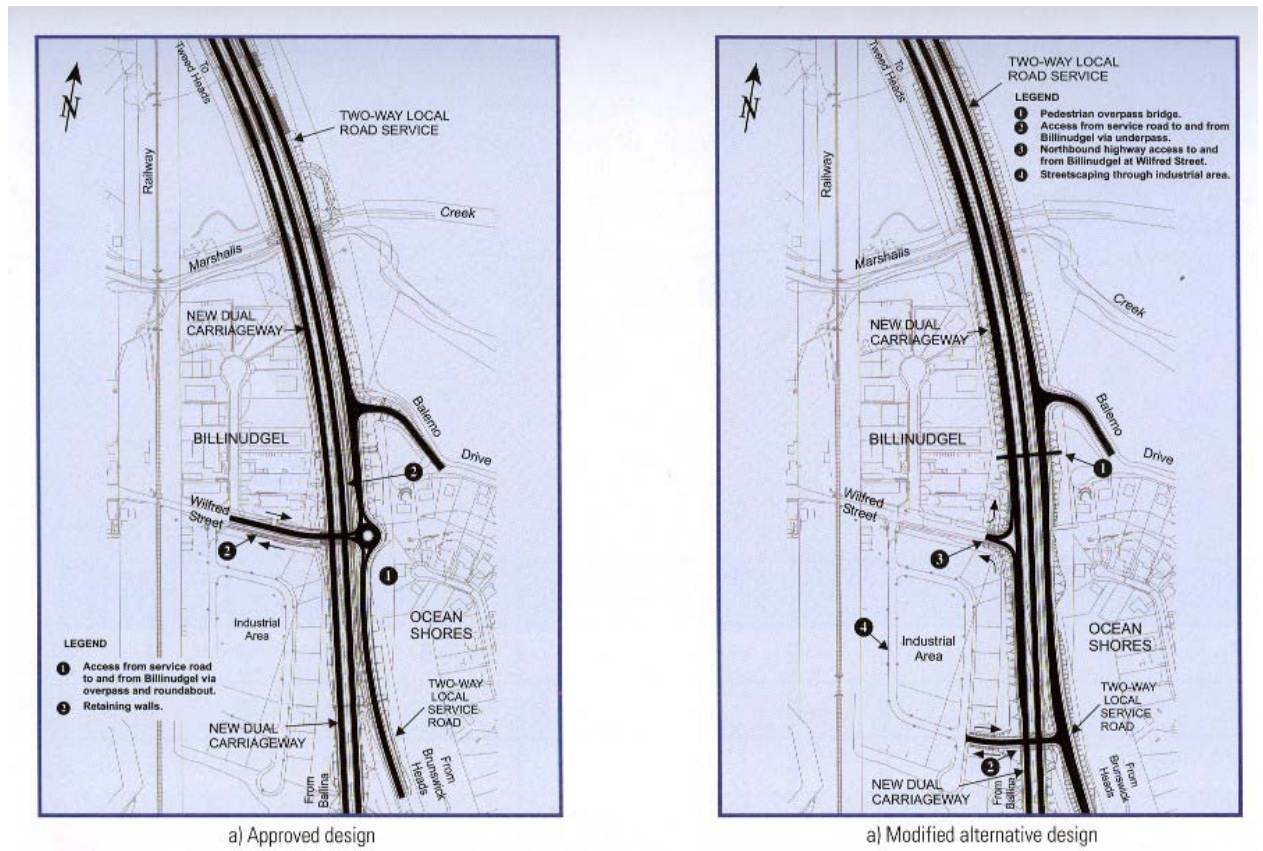 To
Tweed Heads
N
Railway
TWO-WAY LOCAL
ROAD SERVICE
Creek
Marshalls
NEW DUAL
CARRIAGEWAY
Balemo
Drive
BILLINUDGEL
2
Wilfred
Street
2
1
Industrial
Area
OCEAN
SHORES
LEGEND
1 Access from service road
to and from Billinudgel via
overpass and roundabout.
2 Retaining walls.
TWO-WAY
LOCAL
SERVICE
ROAD
NEW DUAL
CARRIAGEWAY
From
Ballina
From
Brunswick
Heads
a) Approved design
To
Tweed Heads
N
Railway
TWO-WAY LOCAL
ROAD SERVICE
LEGEND
1 Pedestrian overpass bridge.
2 Access from service road to and from
Billinudgel via underpass.
3 Northbound highway access to and
from Billinudgel at Wilfred Street.
4 Streetscaping through industrial area.
Marshalls
Creek
NEW DUAL
CARRIAGEWAY
Balemo
Drive
BILLINUDGEL
1
Wilfred
Street
3
4
Industrial
Area
OCEAN
SHORES
TWO-WAY
LOCAL
SERVICE
ROAD
2
NEW DUAL
CARRIAGEWAY
From
Ballina
From
Brunswick
Heads
a) Modified alternative design